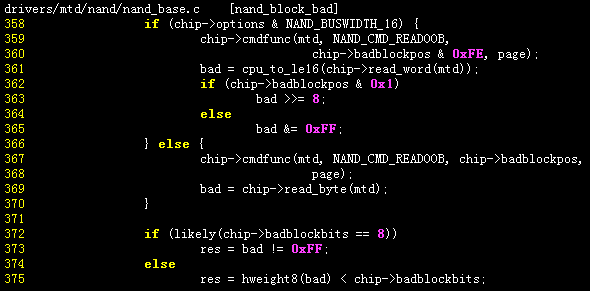 drivers/mtd/nand/nand_base.c    [nand_block_bad]
358 if (chip->options & NAND_BUSWIDTH_16) {
359 chip->cmdfunc(mtd, NAND_CMD_READOOB,
360 chip->badblockpos & 0xFE, page);
361 bad = cpu_to_le16(chip->read_word(mtd));
362 if (chip->badblockpos & 0x1)
363 bad >>= 8;
364 else
365 bad &= 0xFF;
366 } else {
367 chip->cmdfunc(mtd, NAND_CMD_READOOB, chip->badblockpos,
368 page);
369 bad = chip->read_byte(mtd);
370 }
371
372 if (likely(chip->badblockbits == 8))
373 res = bad != 0xFF;
374 else
375 res = hweight8(bad) < chip->badblockbits;